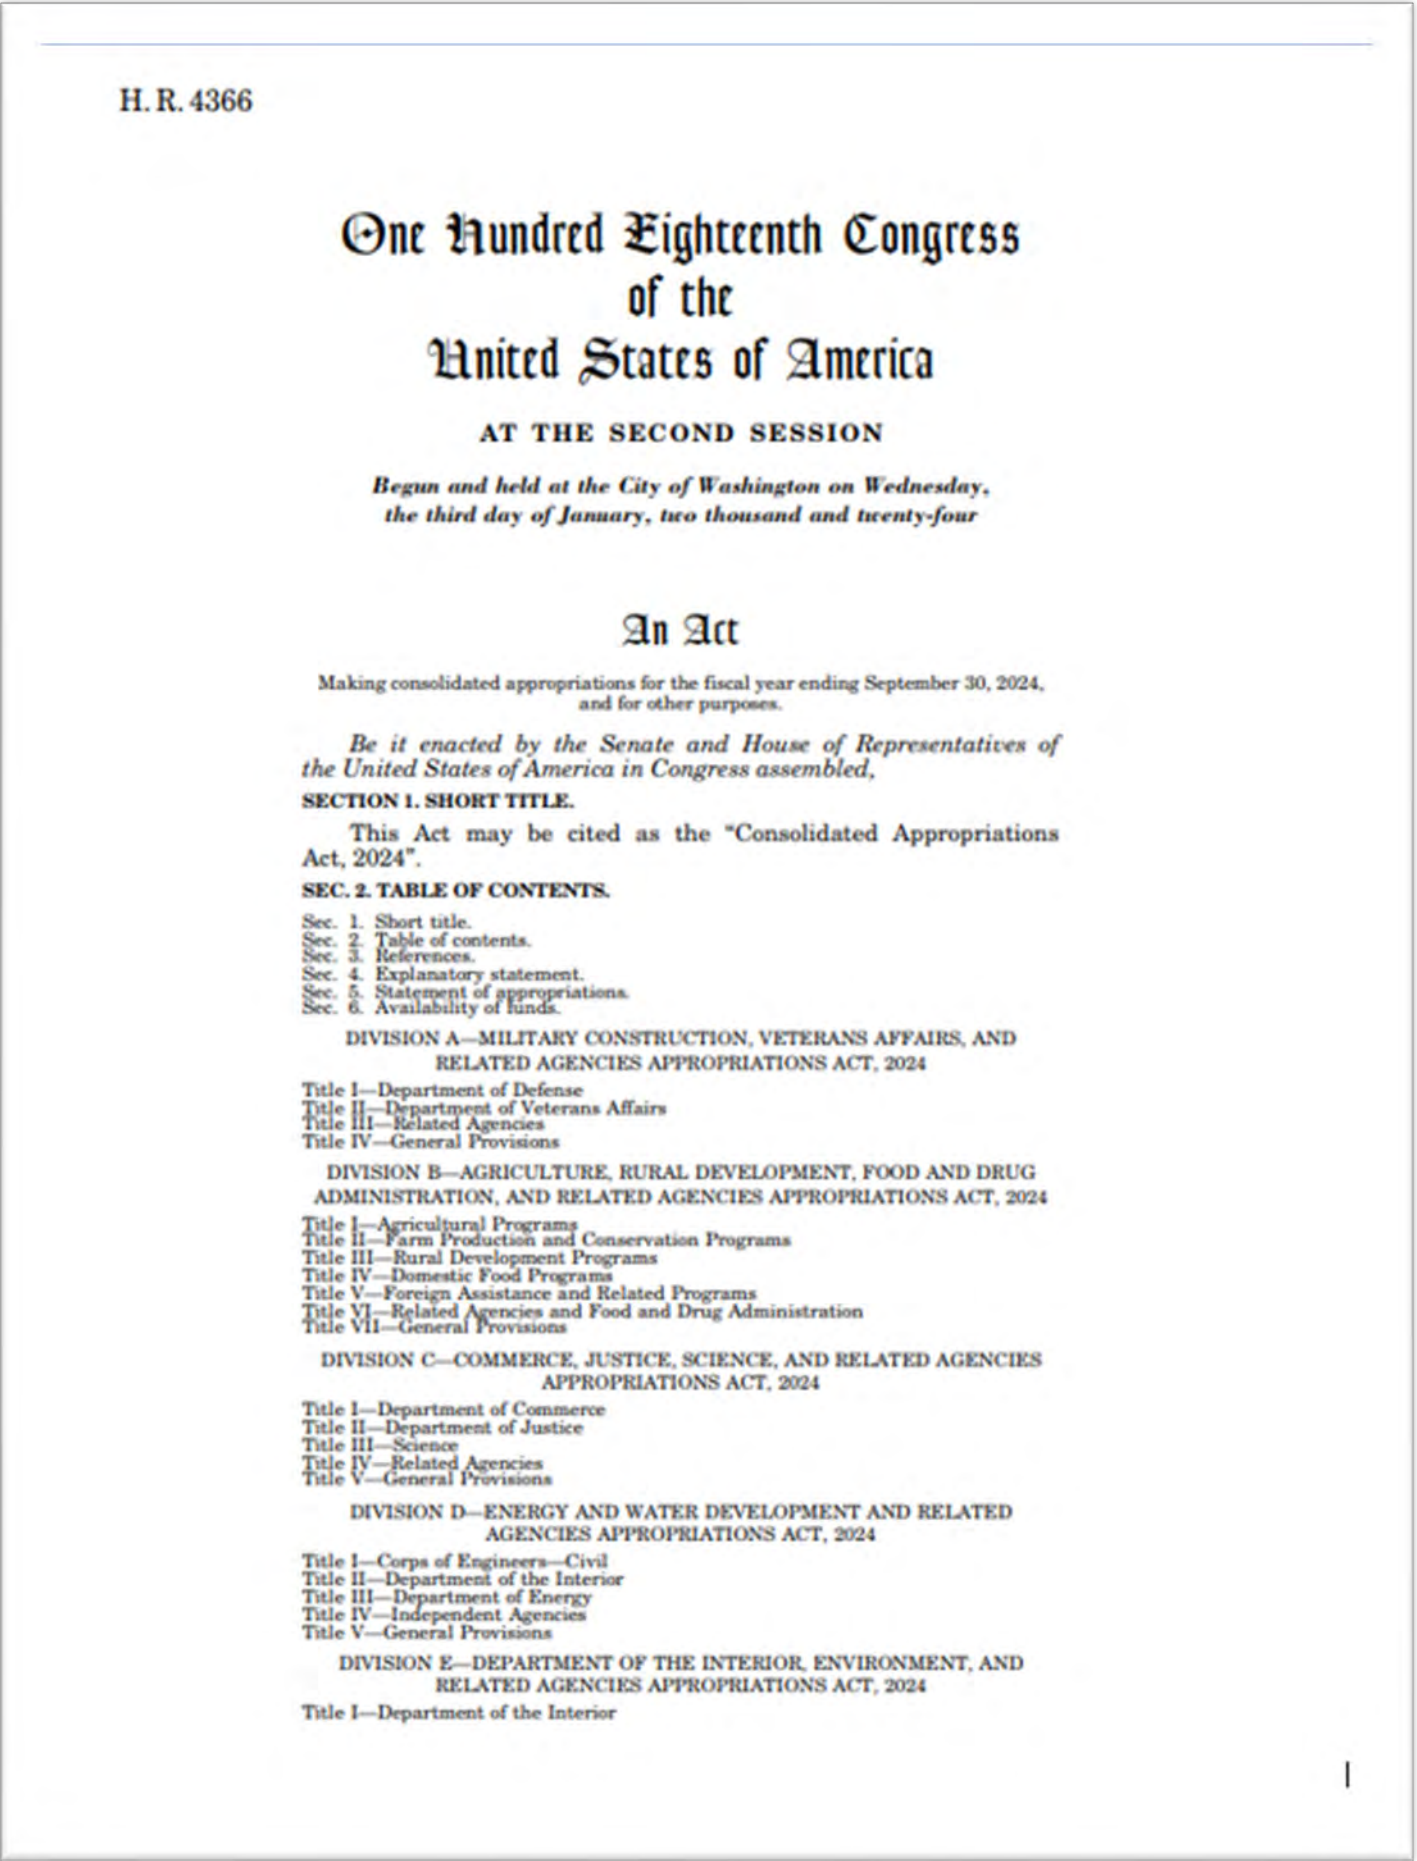 H. R. 4366
One Hundred Eighteenth Congress
of the
United States of America
AT THE SECOND SESSION
Begun and held at the City of Washington on Wednesday,
the third day of January, two thousand and twenty-four
An Act
Making consolidated appropriations for the fiscal year ending September 30, 2024,
and for other purposes.
Be it enacted by the Senate and House of Representatives of
the United States of America in Congress assembled,
SECTION 1. SHORT TITLE.
This Act may be cited as the “Consolidated Appropriations
Act, 2024”.
SEC. 2. TABLE OF CONTENTS.
Sec. 1. Short title.
Sec. 2. Table of contents.
Sec. 3. References.
Sec. 4. Explanatory statement.
Sec. 5. Statement of appropriations.
Sec. 6. Availability of funds.
DIVISION A—MILITARY CONSTRUCTION, VETERANS AFFAIRS, AND
RELATED AGENCIES APPROPRIATIONS ACT, 2024
Title I—Department of Defense
Title II—Department of Veterans Affairs
Title III—Related Agencies
Title IV—General Provisions
DIVISION B—AGRICULTURE, RURAL DEVELOPMENT, FOOD AND DRUG
ADMINISTRATION, AND RELATED AGENCIES APPROPRIATIONS ACT, 2024
Title I—Agricultural Programs
Title II—Farm Production and Conservation Programs
Title III—Rural Development Programs
Title IV—Domestic Food Programs
Title V—Foreign Assistance and Related Programs
Title VI—Related Agencies and Food and Drug Administration
Title VII—General Provisions
DIVISION C—COMMERCE, JUSTICE, SCIENCE, AND RELATED AGENCIES
APPROPRIATIONS ACT, 2024
Title I—Department of Commerce
Title II—Department of Justice
Title III—Science
Title IV—Related Agencies
Title V—General Provisions
DIVISION D—ENERGY AND WATER DEVELOPMENT AND RELATED
AGENCIES APPROPRIATIONS ACT, 2024
Title I—Corps of Engineers—Civil
Title II—Department of the Interior
Title III—Department of Energy
Title IV—Independent Agencies
Title V—General Provisions
DIVISION E—DEPARTMENT OF THE INTERIOR, ENVIRONMENT, AND
RELATED AGENCIES APPROPRIATIONS ACT, 2024
Title I—Department of the Interior